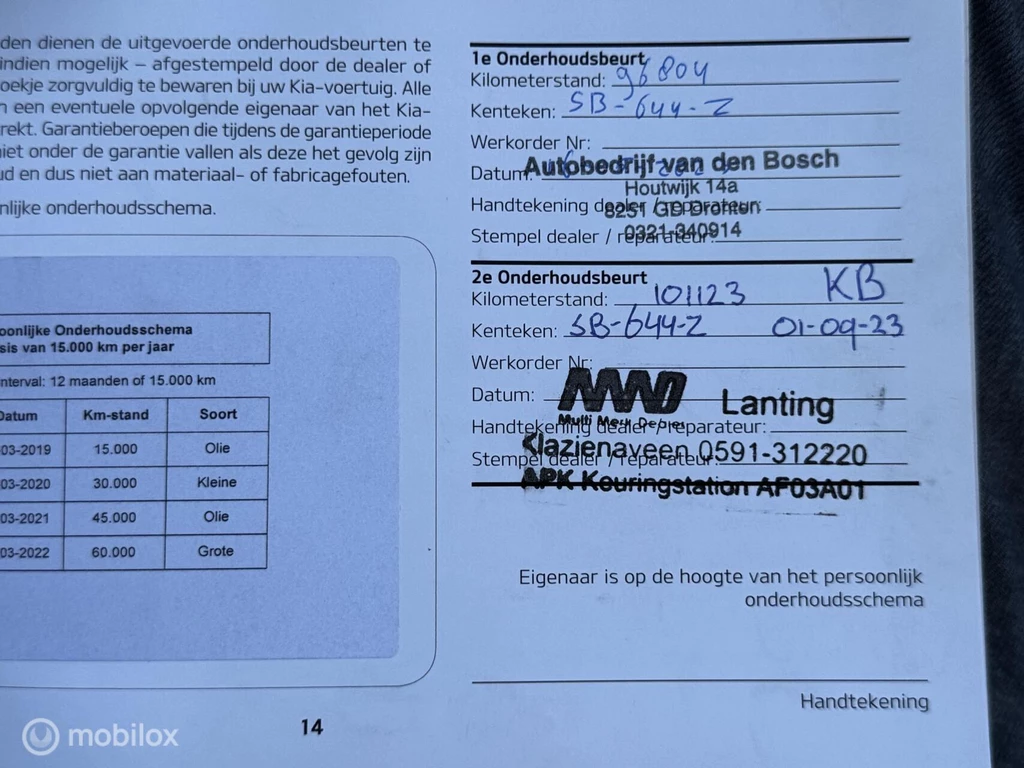 den dienen de uitgevoerde onderhoudsbeurten te
indien mogelijk – afgestempeld door de dealer of
oekje zorgvuldig te bewaren bij uw Kia-voertuig. Alle
n een eventuele opvolgende eigenaar van het Kia-
rekt. Garantieberoepen die tijdens de garantieperiode
niet onder de garantie vallen als deze het gevolg zijn
ud en dus niet aan materiaal- of fabricagefouten.
nlijke onderhoudsschema.
oonlijke Onderhoudsschema
sis van 15.000 km per jaar
nterval: 12 maanden of 15.000 km
Datum Km-stand Soort
03-2019 15.000 Olie
03-2020 30.000 Kleine
03-2021 45.000 Olie
03-2022 60.000 Grote
14
1e Onderhoudsbeurt
Kilometerstand: 96804
Kenteken: SB-644-Z
Werkorder Nr:
Datum:
Autobedrijf van den Bosch
Houtwijk 14a
Handtekening dealer / reparateur:
8251 GD Dronten
0321-340914
Stempel dealer / reparateur:
2e Onderhoudsbeurt
Kilometerstand: 101123 KB
Kenteken: SB-644-Z 01-09-23
Werkorder Nr:
Datum:
Lanting
Multi Merk Dealer
Handtekening dealer / reparateur:
Klazienaveen 0591-312220
Stempel dealer / reparateur:
APK Keuringstation AF03A01
Eigenaar is op de hoogte van het persoonlijk
onderhoudsschema
Handtekening
mobilox